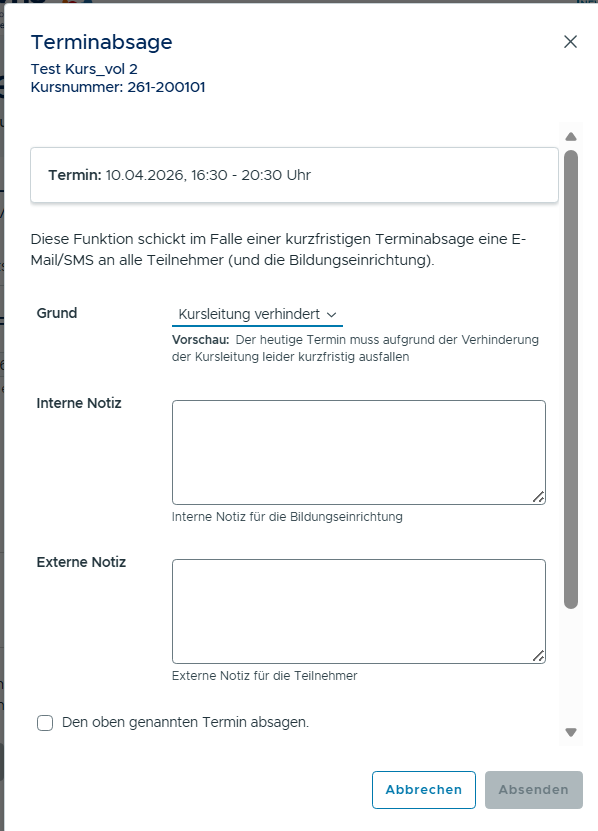 Terminabsage
Test Kurs_vol 2
Kursnummer: 261-200101
Termin: 10.04.2026, 16:30 - 20:30 Uhr
Diese Funktion schickt im Falle einer kurzfristigen Terminabsage eine E-
Mail/SMS an alle Teilnehmer (und die Bildungseinrichtung).
Grund
Kursleitung verhindert
Vorschau: Der heutige Termin muss aufgrund der Verhinderung
der Kursleitung leider kurzfristig ausfallen
Interne Notiz
Interne Notiz für die Bildungseinrichtung
Externe Notiz
Externe Notiz für die Teilnehmer
Den oben genannten Termin absagen.
Abbrechen
Absenden